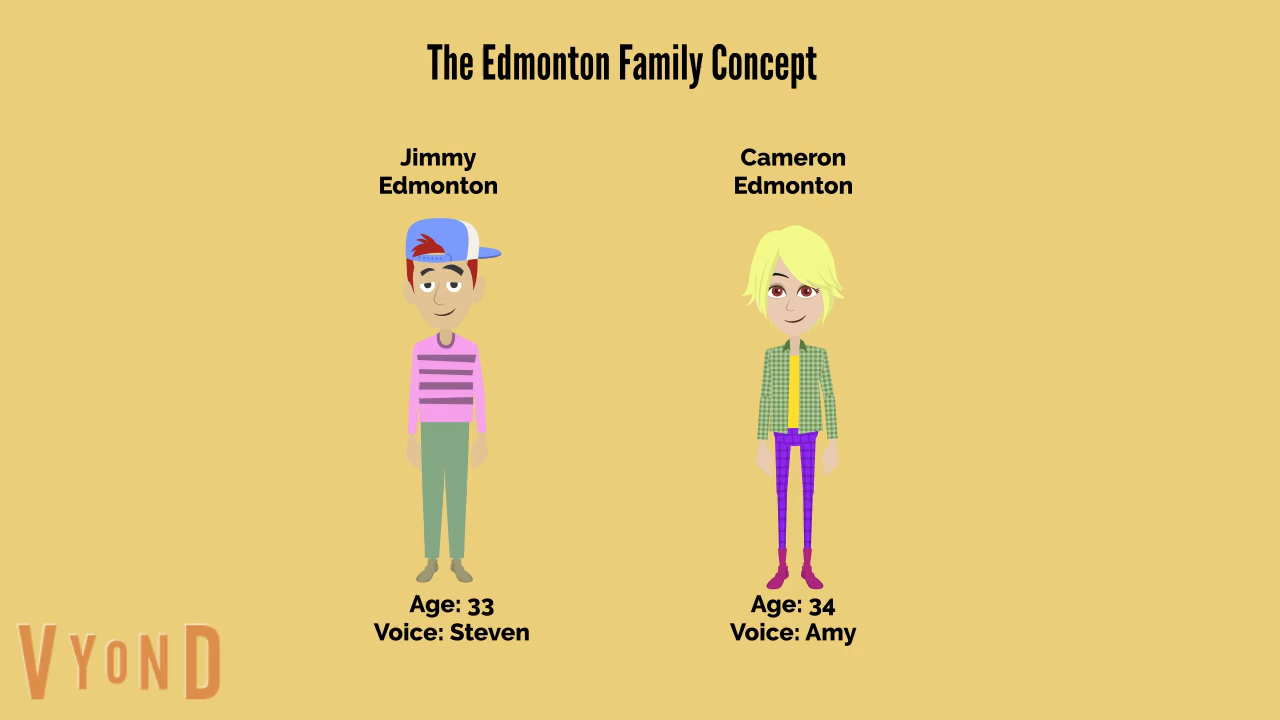 The Edmonton Family Concept
Jimmy
Edmonton
Cameron
Edmonton
Age: 33
Voice: Steven
Age: 34
Voice: Amy
VYOND